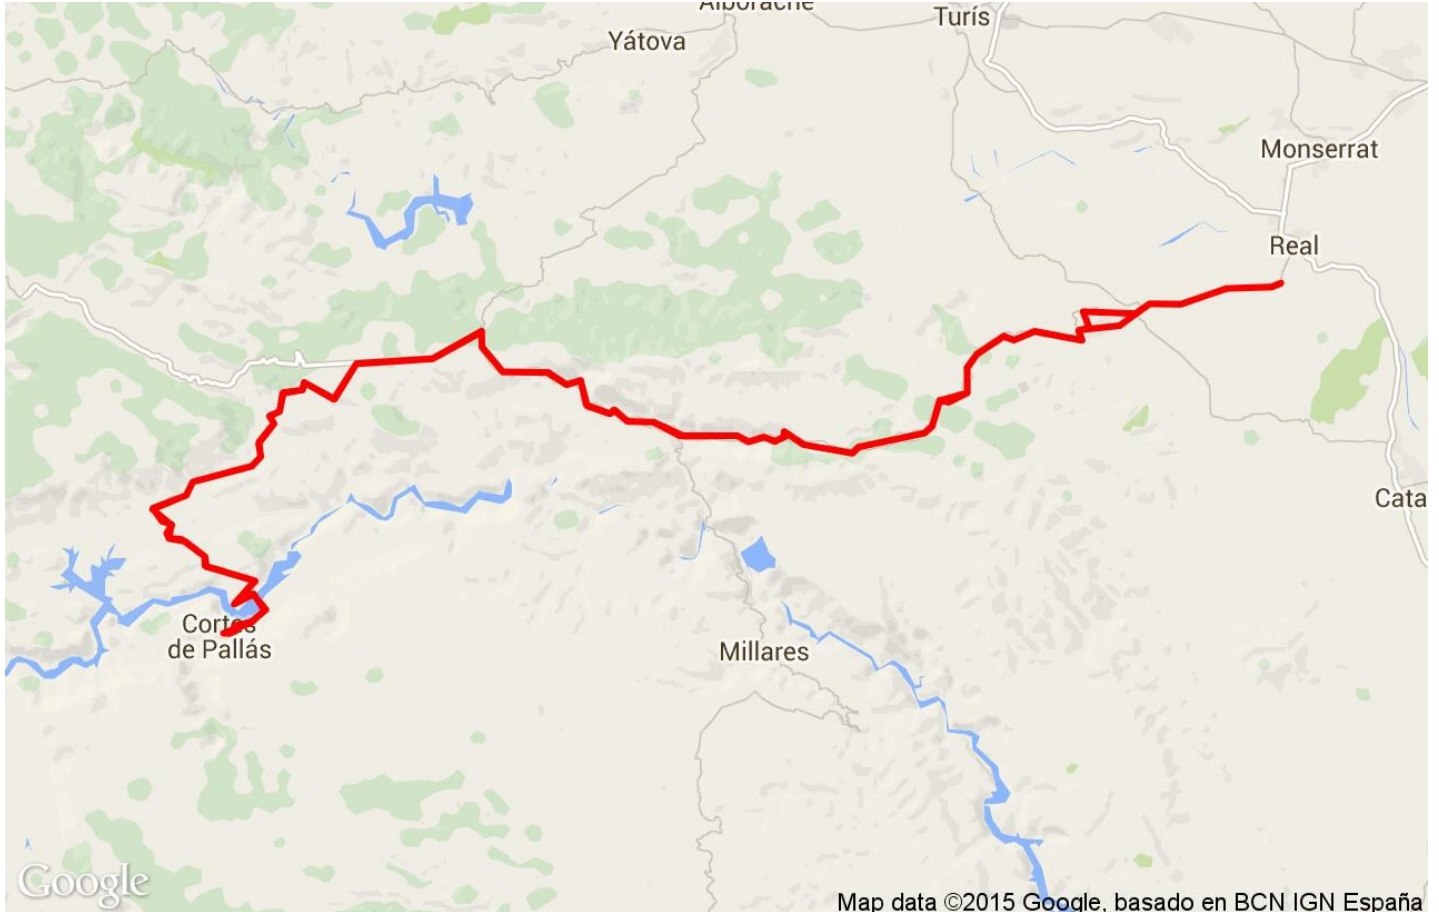 Alborache
Turís
Yátova
Monserrat
Real
Cata
Cortes
de Pallás
Millares
Google
Map data ©2015 Google, basado en BCN IGN España